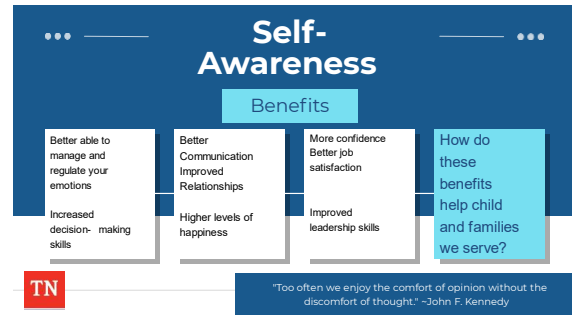 Self-
Awareness
Benefits
Better able to
manage and
regulate your
emotions
Increased
decision- making
skills
Better
Communication
Improved
Relationships
Higher levels of
happiness
More confidence
Better job
satisfaction
Improved
leadership skills
How do
these
benefits
help child
and families
we serve?
TN
"Too often we enjoy the comfort of opinion without the
discomfort of thought." ~John F. Kennedy